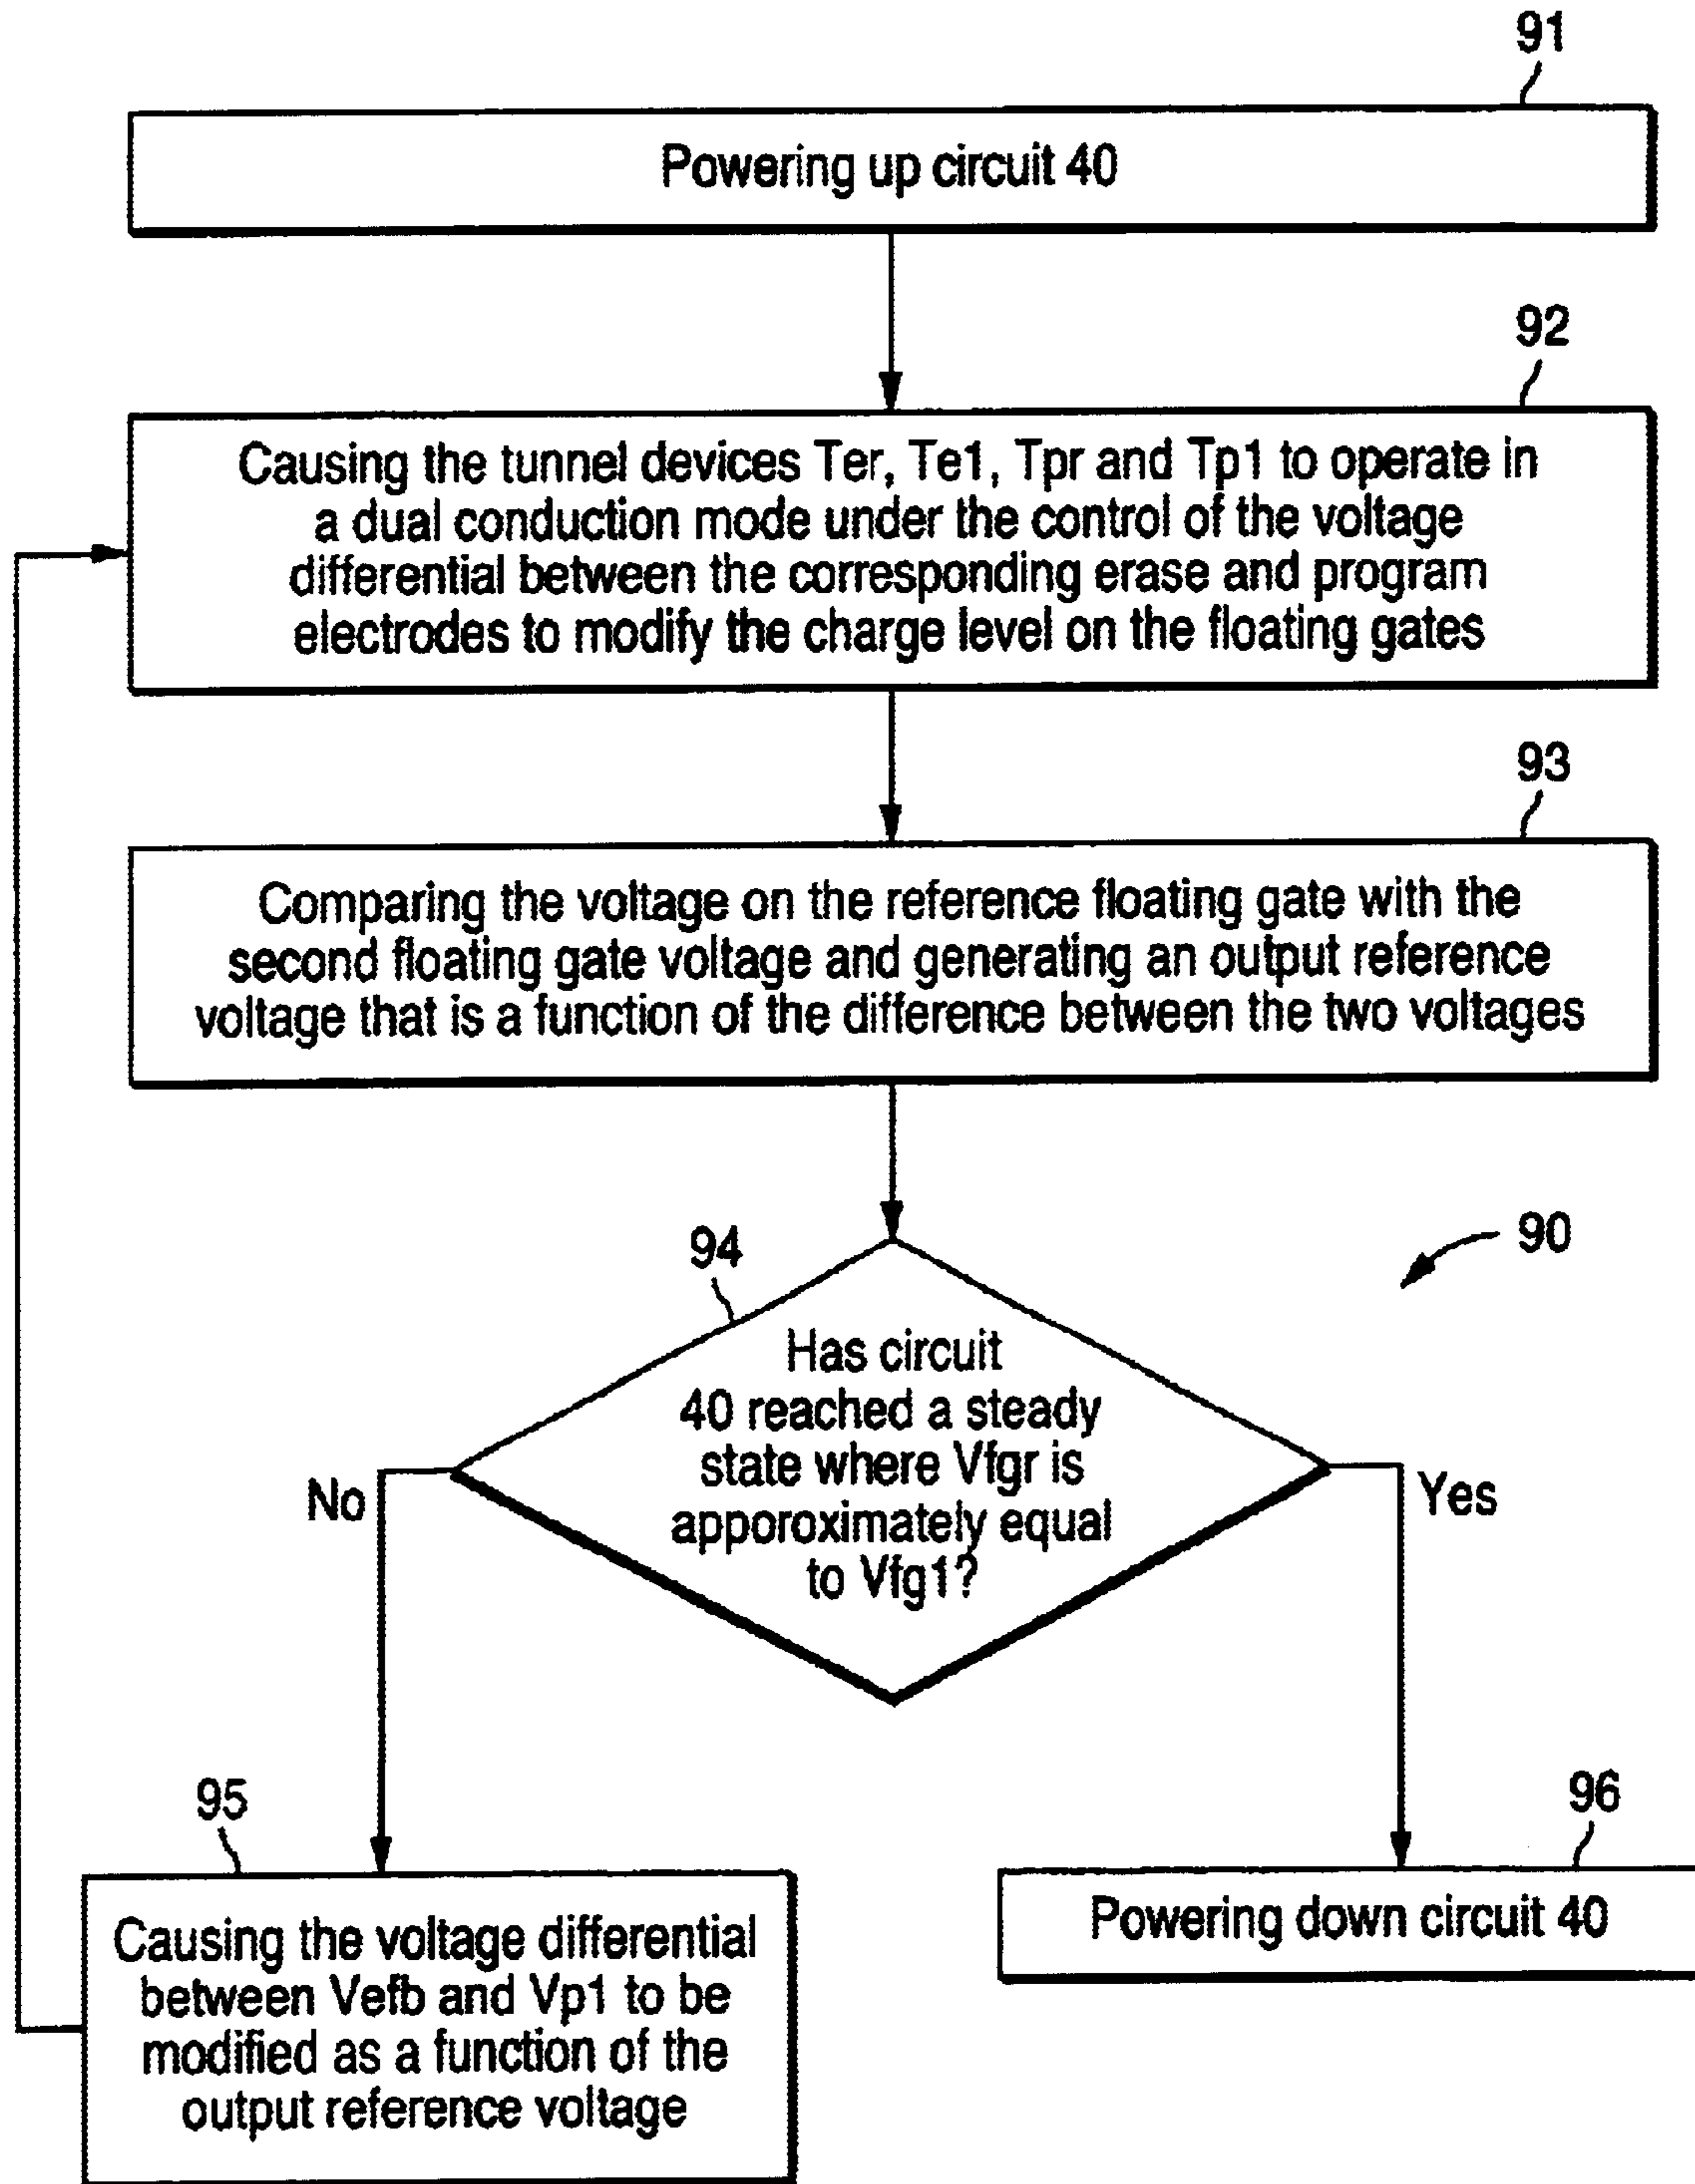 91
Powering up circuit 40
92
Causing the tunnel devices Ter, Te1, Tpr and Tp1 to operate in
a dual conduction mode under the control of the voltage
differential between the corresponding erase and program
electrodes to modify the charge level on the floating gates
93
Comparing the voltage on the reference floating gate with the
second floating gate voltage and generating an output reference
voltage that is a function of the difference between the two voltages
90
94
Has circuit
40 reached a steady
state where Vfgr is
apporoximately equal
to Vfg1?
No
Yes
95
Causing the voltage differential
between Vefb and Vp1 to be
modified as a function of the
output reference voltage
96
Powering down circuit 40